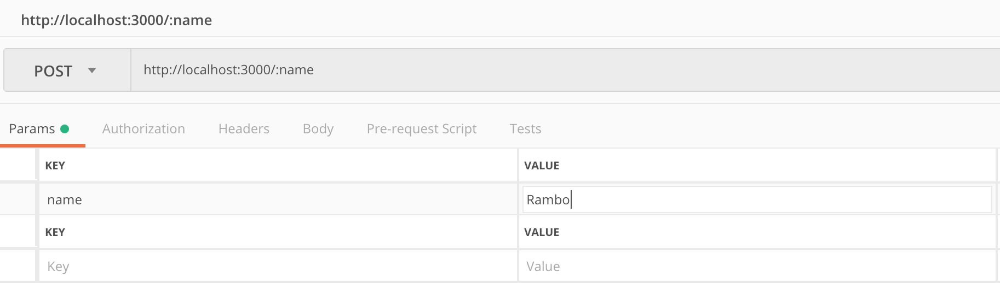 http://localhost:3000/:name
POST http://localhost:3000/:name
Params Authorization Headers Body Pre-request Script Tests
KEY VALUE
name Rambo
KEY VALUE
Key Value